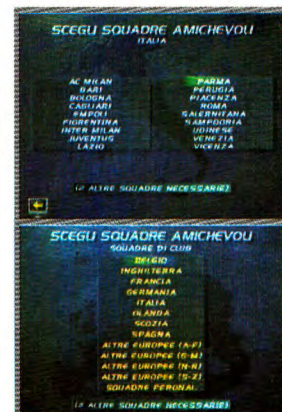 SCEGLI SQUADRE AMICHEVOLI
ITALIA
AC MILAN
BARI
BOLOGNA
CAGLIARI
EMPOLI
FIORENTINA
INTER MILAN
JUVENTUS
LAZIO
PARMA
PERUGIA
PIACENZA
ROMA
SALERNITANA
SAMPDORIA
UDINESE
VENEZIA
VICENZA
(2 ALTRE SQUADRE NECESSARIE)
SCEGLI SQUADRE AMICHEVOLI
SQUADRE DI CLUB
BELGIO
INGHILTERRA
FRANCIA
GERMANIA
ITALIA
OLANDA
SCOZIA
SPAGNA
ALTRE EUROPEE (A-F)
ALTRE EUROPEE (G-M)
ALTRE EUROPEE (N-R)
ALTRE EUROPEE (S-Z)
SQUADRE PERONAL.
(2 ALTRE SQUADRE NECESSARIE)